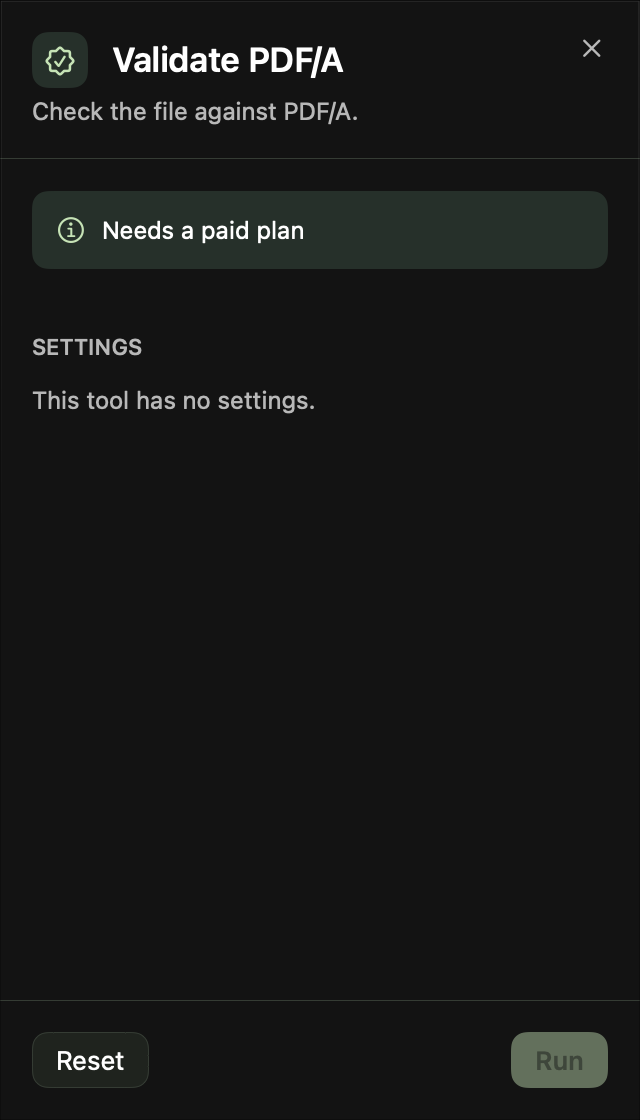 Validate PDF/A
Check the file against PDF/A.
Needs a paid plan
SETTINGS
This tool has no settings.
Reset
Run